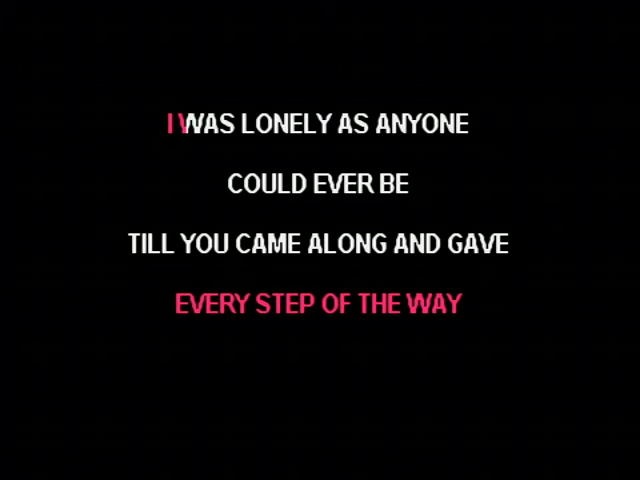 I WAS LONELY AS ANYONE
COULD EVER BE
TILL YOU CAME ALONG AND GAVE
EVERY STEP OF THE WAY